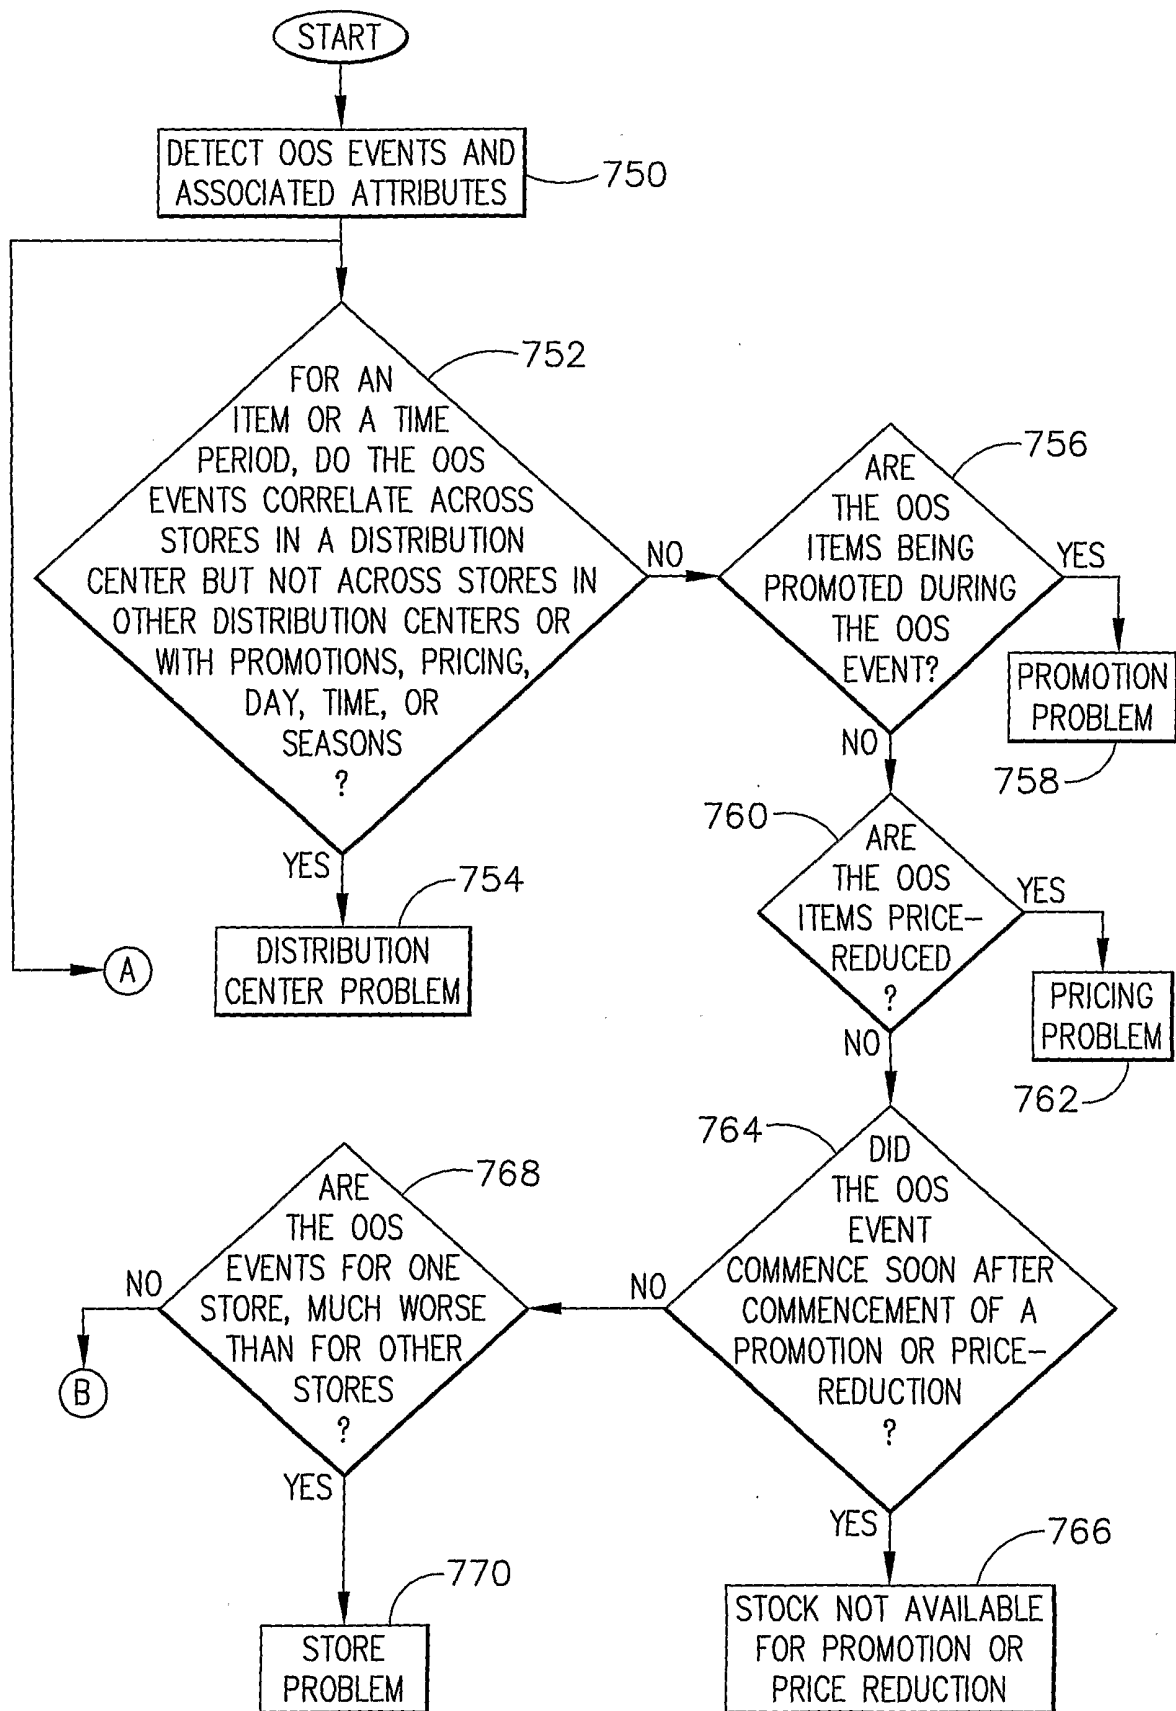 START
DETECT OOS EVENTS AND
ASSOCIATED ATTRIBUTES
750
752
FOR AN
ITEM OR A TIME
PERIOD, DO THE OOS
EVENTS CORRELATE ACROSS
STORES IN A DISTRIBUTION
CENTER BUT NOT ACROSS STORES IN
OTHER DISTRIBUTION CENTERS OR
WITH PROMOTIONS, PRICING,
DAY, TIME, OR
SEASONS
?
NO
YES
754
DISTRIBUTION
CENTER PROBLEM
A
756
ARE
THE OOS
ITEMS BEING
PROMOTED DURING
THE OOS
EVENT?
YES
PROMOTION
PROBLEM
758
NO
760
ARE
THE OOS
ITEMS PRICE-
REDUCED
?
YES
PRICING
PROBLEM
762
NO
764
DID
THE OOS
EVENT
COMMENCE SOON AFTER
COMMENCEMENT OF A
PROMOTION OR PRICE-
REDUCTION
?
NO
YES
766
STOCK NOT AVAILABLE
FOR PROMOTION OR
PRICE REDUCTION
768
ARE
THE OOS
EVENTS FOR ONE
STORE, MUCH WORSE
THAN FOR OTHER
STORES
?
NO
B
YES
770
STORE
PROBLEM